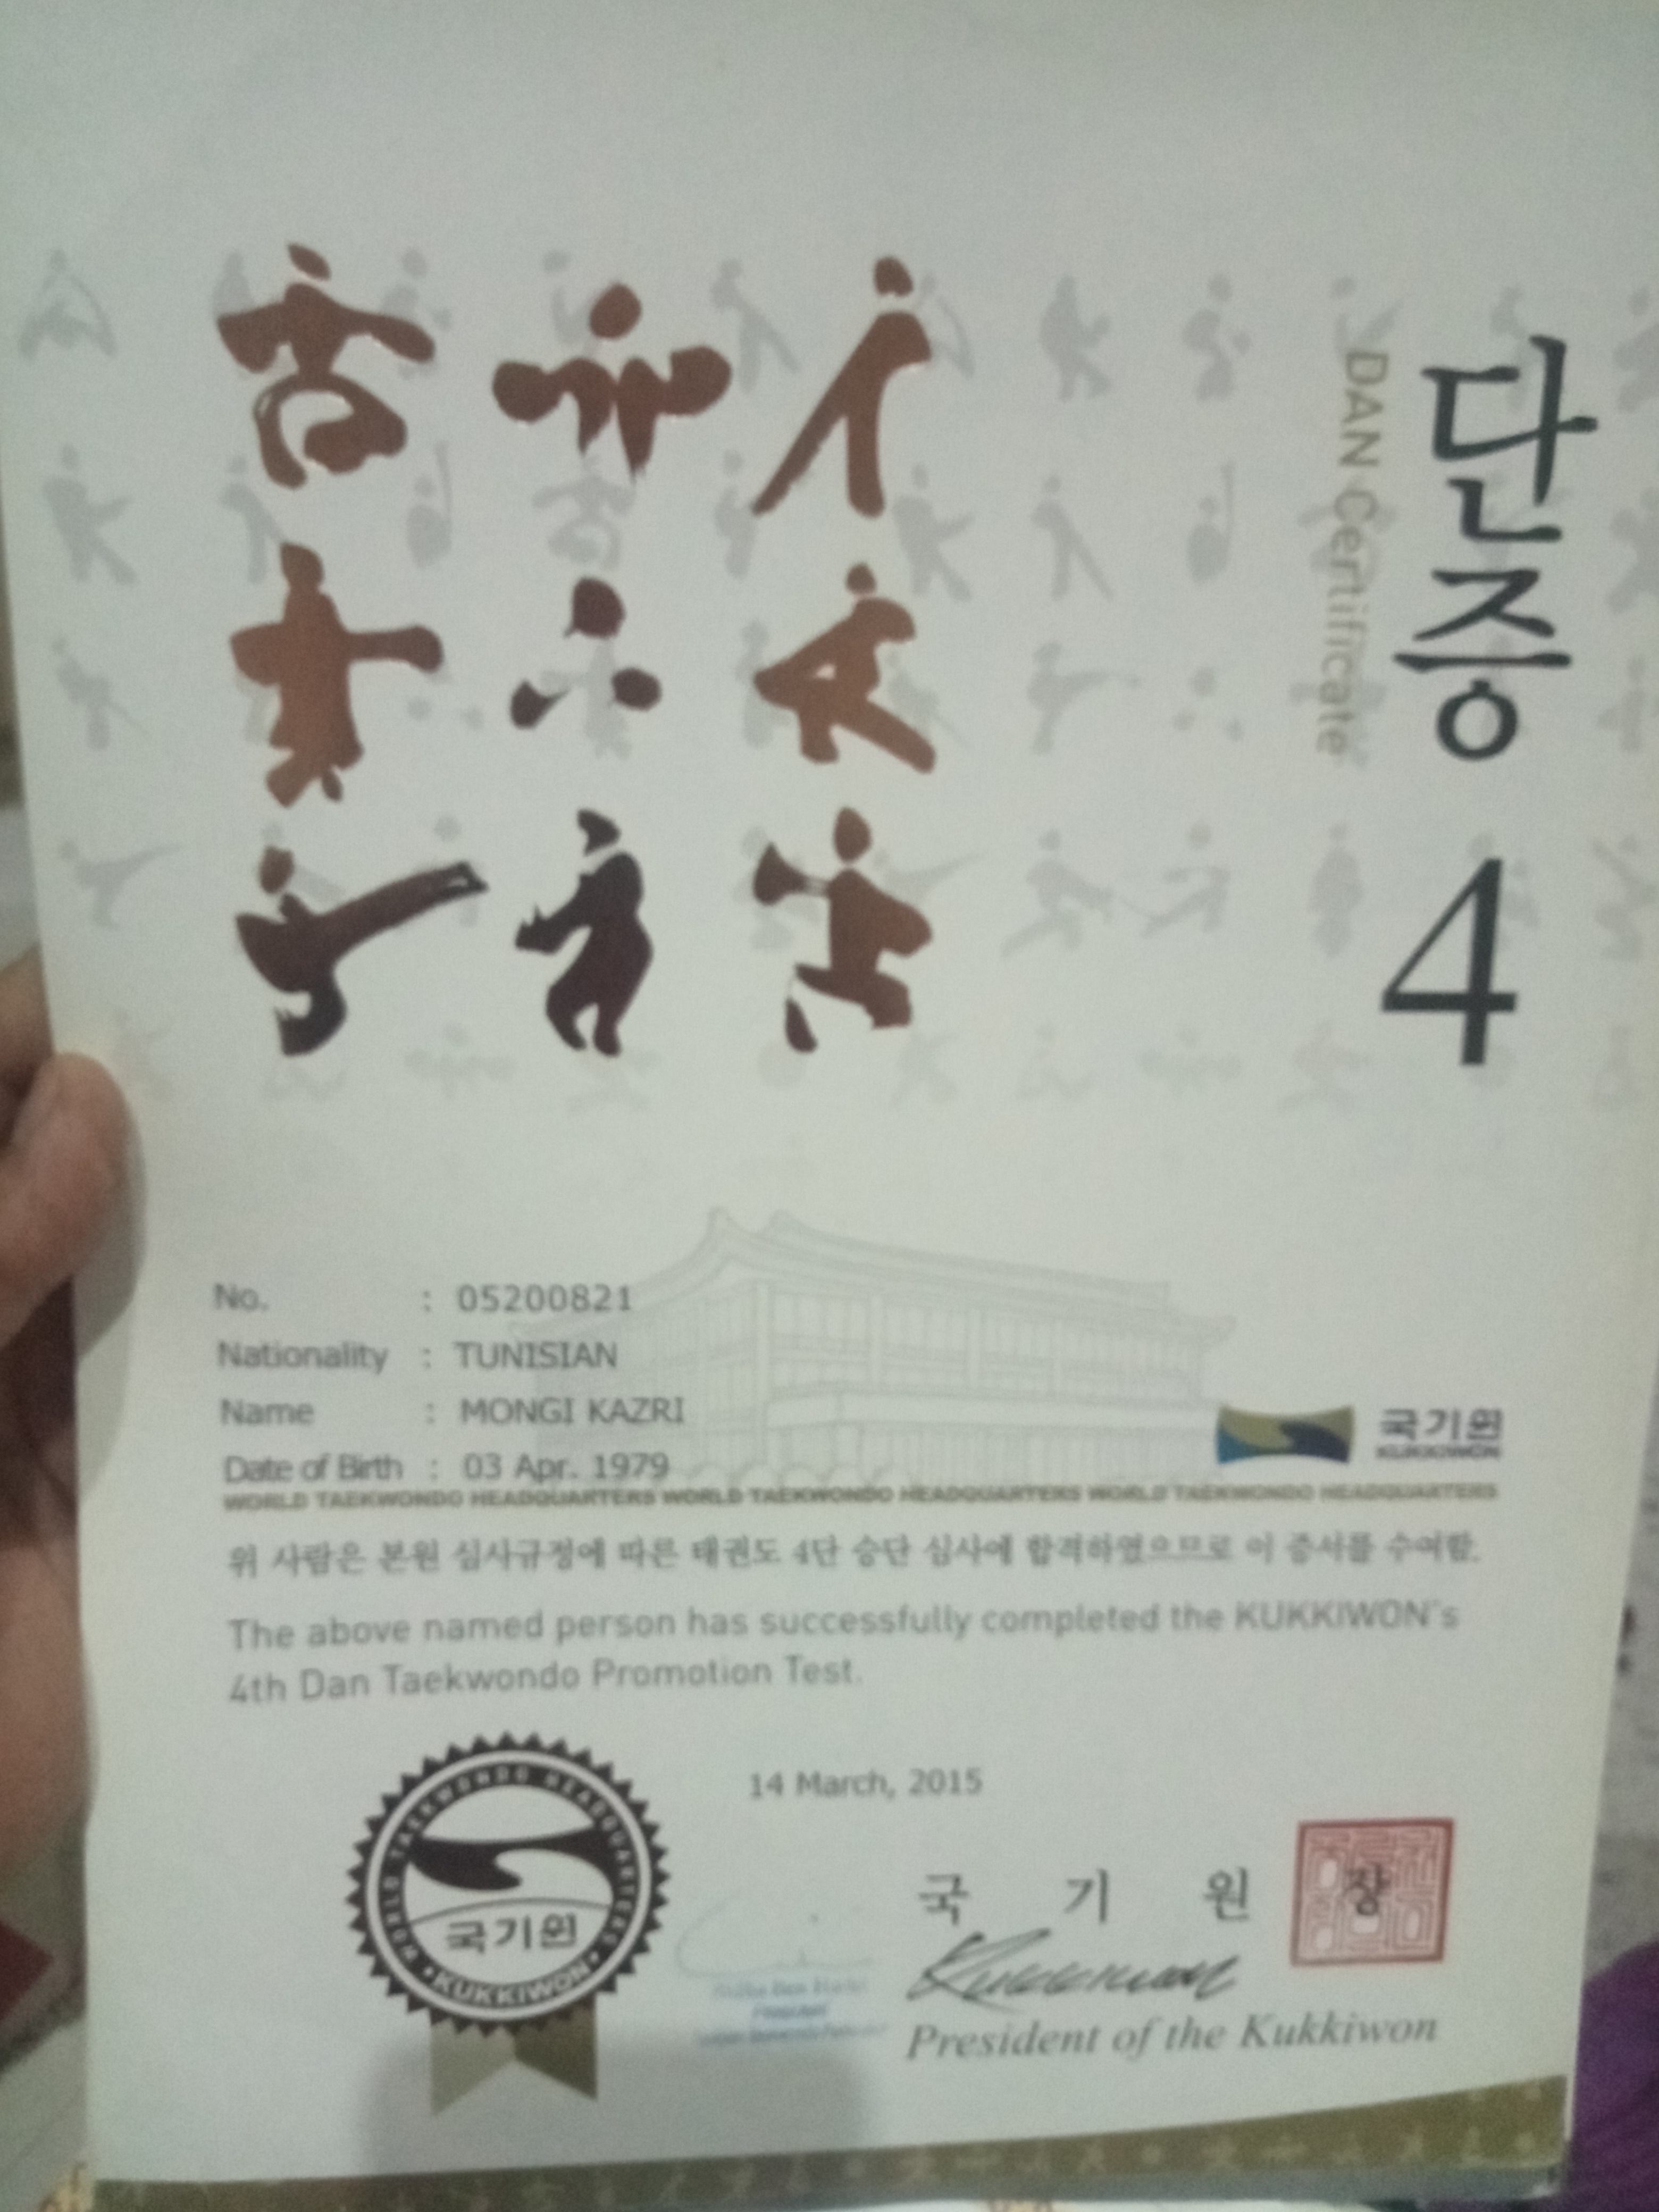 단증 4
DAN Certificate
No. : 05200821
Nationality : TUNISIAN
Name : MONGI KAZRI
Date of Birth : 03 Apr. 1979
국기원
KUKKIWON
WORLD TAEKWONDO HEADQUARTERS WORLD TAEKWONDO HEADQUARTERS WORLD TAEKWONDO HEADQUARTERS
위 사람은 본원 심사규정에 따른 태권도 4단 승단 심사에 합격하였으므로 이 증서를 수여함.
The above named person has successfully completed the KUKKIWON's
4th Dan Taekwondo Promotion Test.
14 March, 2015
WORLD TAEKWONDO HEADQUARTERS
국기원
• KUKKIWON •
국 기 원 장
Kukkiwon
President of the Kukkiwon